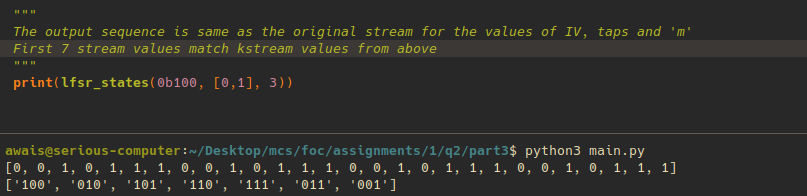 """
The output sequence is same as the original stream for the values of IV, taps and 'm'
First 7 stream values match kstream values from above
"""
print(lfsr_states(0b100, [0,1], 3))
awais@serious-computer:~/Desktop/mcs/foc/assignments/1/q2/part3$ python3 main.py
[0, 0, 1, 0, 1, 1, 1, 0, 0, 1, 0, 1, 1, 1, 0, 0, 1, 0, 1, 1, 1, 0, 0, 1, 0, 1, 1, 1]
['100', '010', '101', '110', '111', '011', '001']